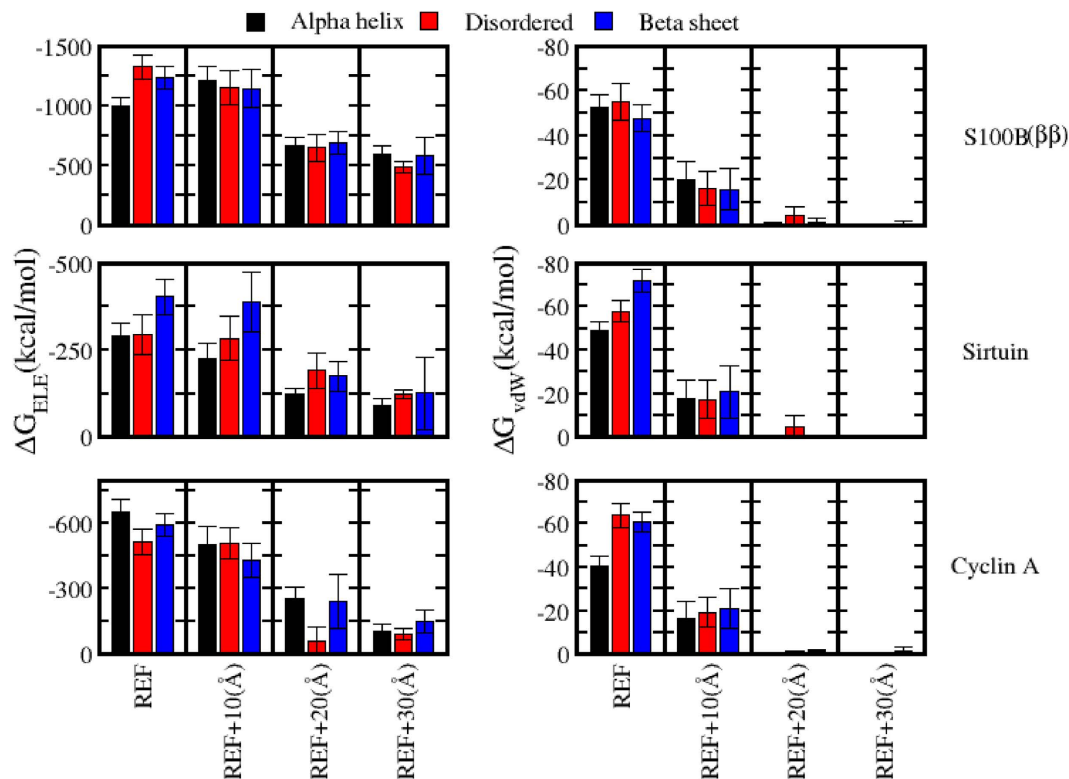 Alpha helix Disordered Beta sheet
-1500
-1000
-500
0
-80
-60
-40
-20
0
S100B(ββ)
-500
-250
0
-80
-60
-40
-20
0
Sirtuin
ΔG_ELE(kcal/mol)
ΔG_vdW(kcal/mol)
-600
-300
0
-80
-60
-40
-20
0
Cyclin A
REF
REF+10(Å)
REF+20(Å)
REF+30(Å)
REF
REF+10(Å)
REF+20(Å)
REF+30(Å)